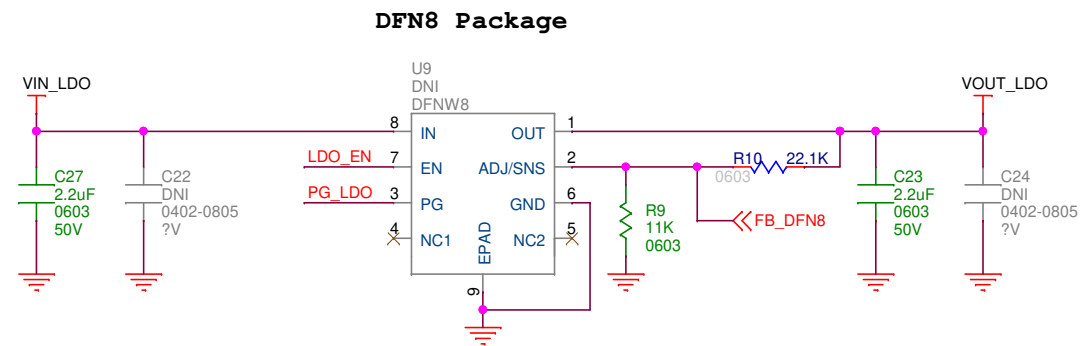 DFN8 Package
U9
DNI
DFNW8
VIN_LDO
VOUT_LDO
8
IN
OUT
1
LDO_EN
7
EN
ADJ/SNS
2
R10
22.1K
0603
PG_LDO
3
PG
GND
6
4
NC1
EPAD
NC2
5
9
C27
2.2uF
0603
50V
C22
DNI
0402-0805
?V
R9
11K
0603
FB_DFN8
C23
2.2uF
0603
50V
C24
DNI
0402-0805
?V